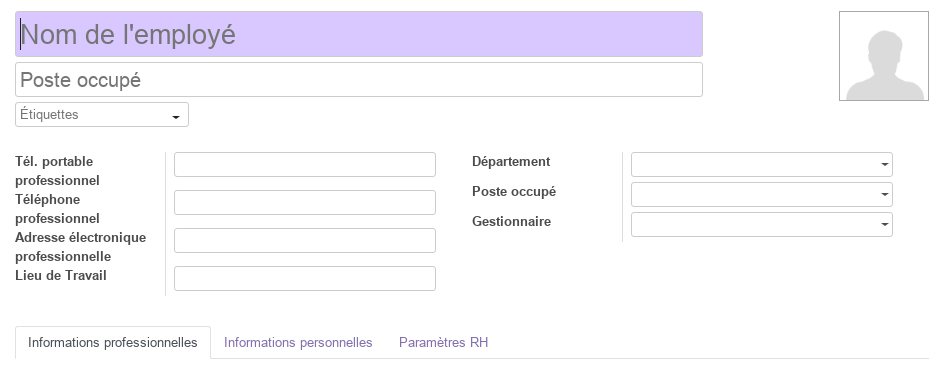 Nom de l'employé
Poste occupé
Étiquettes
Tél. portable
professionnel
Téléphone
professionnel
Adresse électronique
professionnelle
Lieu de Travail
Département
Poste occupé
Gestionnaire
Informations professionnelles
Informations personnelles
Paramètres RH